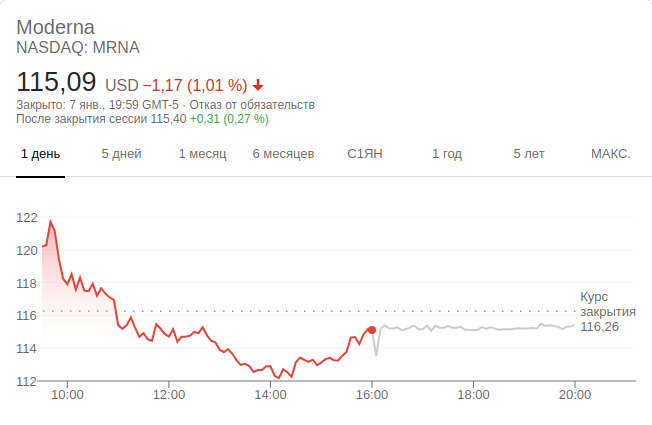 Moderna
NASDAQ: MRNA
115,09 USD −1,17 (1,01 %)
Закрыто: 7 янв., 19:59 GMT-5 · Отказ от обязательств
После закрытия сессии 115,40 +0,31 (0,27 %)
1 день 5 дней 1 месяц 6 месяцев С1ЯН 1 год 5 лет МАКС.
122
120
118
116
114
112
Курс
закрытия
116,26
10:00 12:00 14:00 16:00 18:00 20:00